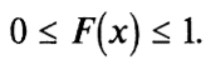 0 ≤ F(x) ≤ 1.